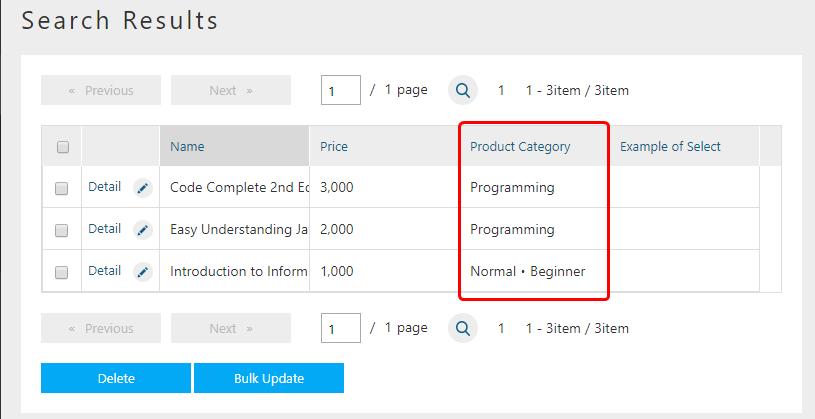 Search Results
« Previous Next » 1 / 1 page 1 1 - 3item / 3item
Name Price Product Category Example of Select
Detail Code Complete 2nd Ed 3,000 Programming
Detail Easy Understanding Ja 2,000 Programming
Detail Introduction to Inform 1,000 Normal・Beginner
« Previous Next » 1 / 1 page 1 1 - 3item / 3item
Delete Bulk Update